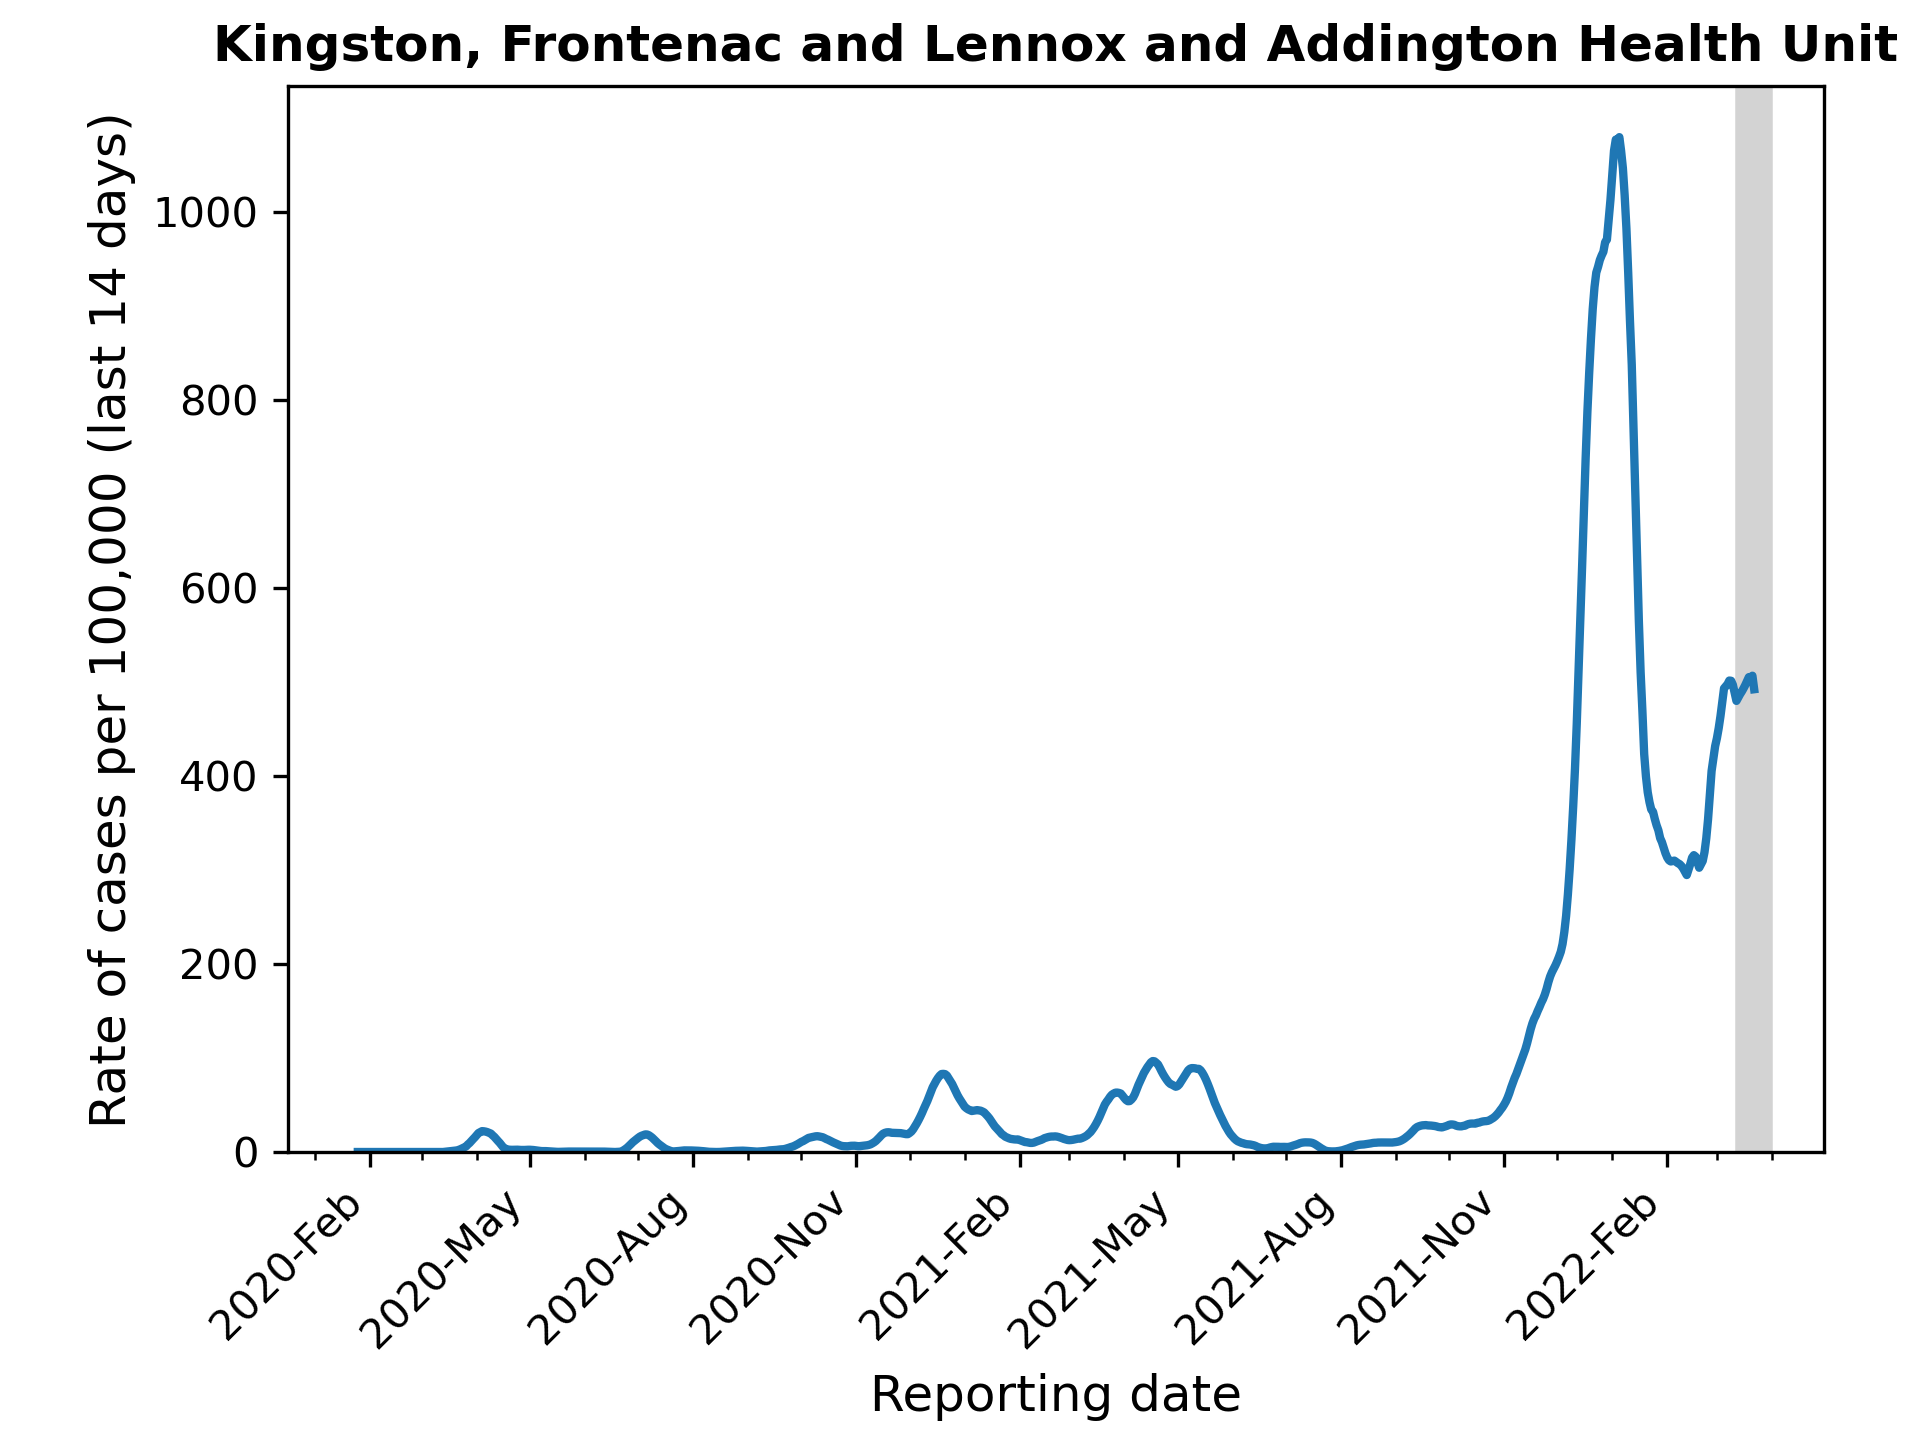 Kingston, Frontenac and Lennox and Addington Health Unit
Rate of cases per 100,000 (last 14 days)
1000
800
600
400
200
0
2020-Feb
2020-May
2020-Aug
2020-Nov
2021-Feb
2021-May
2021-Aug
2021-Nov
2022-Feb
Reporting date